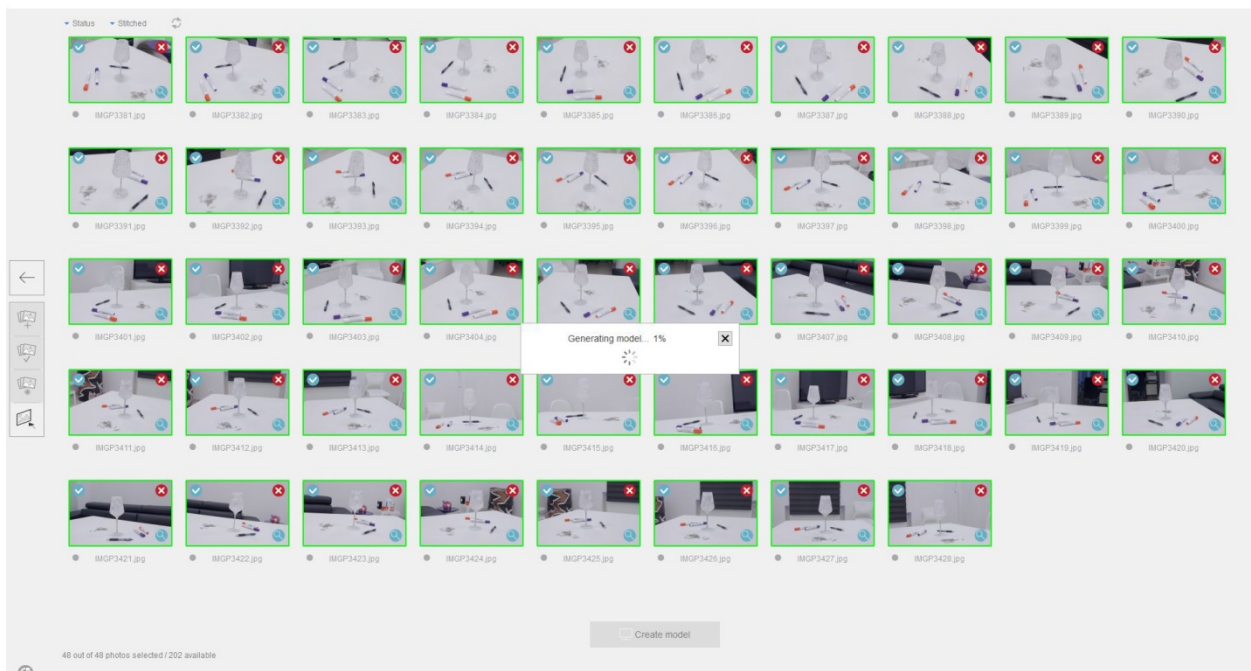 Status Stitched
IMGP3381.jpg IMGP3382.jpg IMGP3383.jpg IMGP3384.jpg IMGP3385.jpg IMGP3386.jpg IMGP3387.jpg IMGP3388.jpg IMGP3389.jpg IMGP3390.jpg
IMGP3391.jpg IMGP3392.jpg IMGP3393.jpg IMGP3394.jpg IMGP3395.jpg IMGP3396.jpg IMGP3397.jpg IMGP3398.jpg IMGP3399.jpg IMGP3400.jpg
Generating model... 1%
IMGP3401.jpg IMGP3402.jpg IMGP3403.jpg IMGP3404.jpg IMGP3407.jpg IMGP3408.jpg IMGP3409.jpg IMGP3410.jpg
IMGP3411.jpg IMGP3412.jpg IMGP3413.jpg IMGP3414.jpg IMGP3415.jpg IMGP3416.jpg IMGP3417.jpg IMGP3418.jpg IMGP3419.jpg IMGP3420.jpg
IMGP3421.jpg IMGP3422.jpg IMGP3423.jpg IMGP3424.jpg IMGP3425.jpg IMGP3426.jpg IMGP3427.jpg IMGP3428.jpg
Create model
48 out of 48 photos selected / 202 available